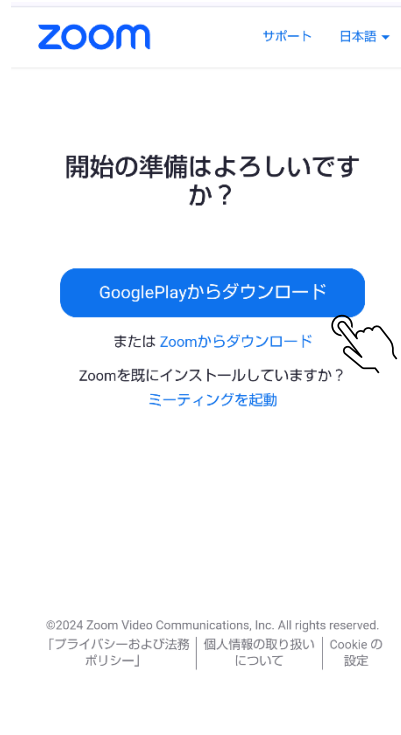 zoom
サポート 日本語
開始の準備はよろしいです
か？
GooglePlayからダウンロード
または Zoomからダウンロード
Zoomを既にインストールしていますか？
ミーティングを起動
©2024 Zoom Video Communications, Inc. All rights reserved.
「プライバシーおよび法務ポリシー」
個人情報の取り扱いについて
Cookie の設定